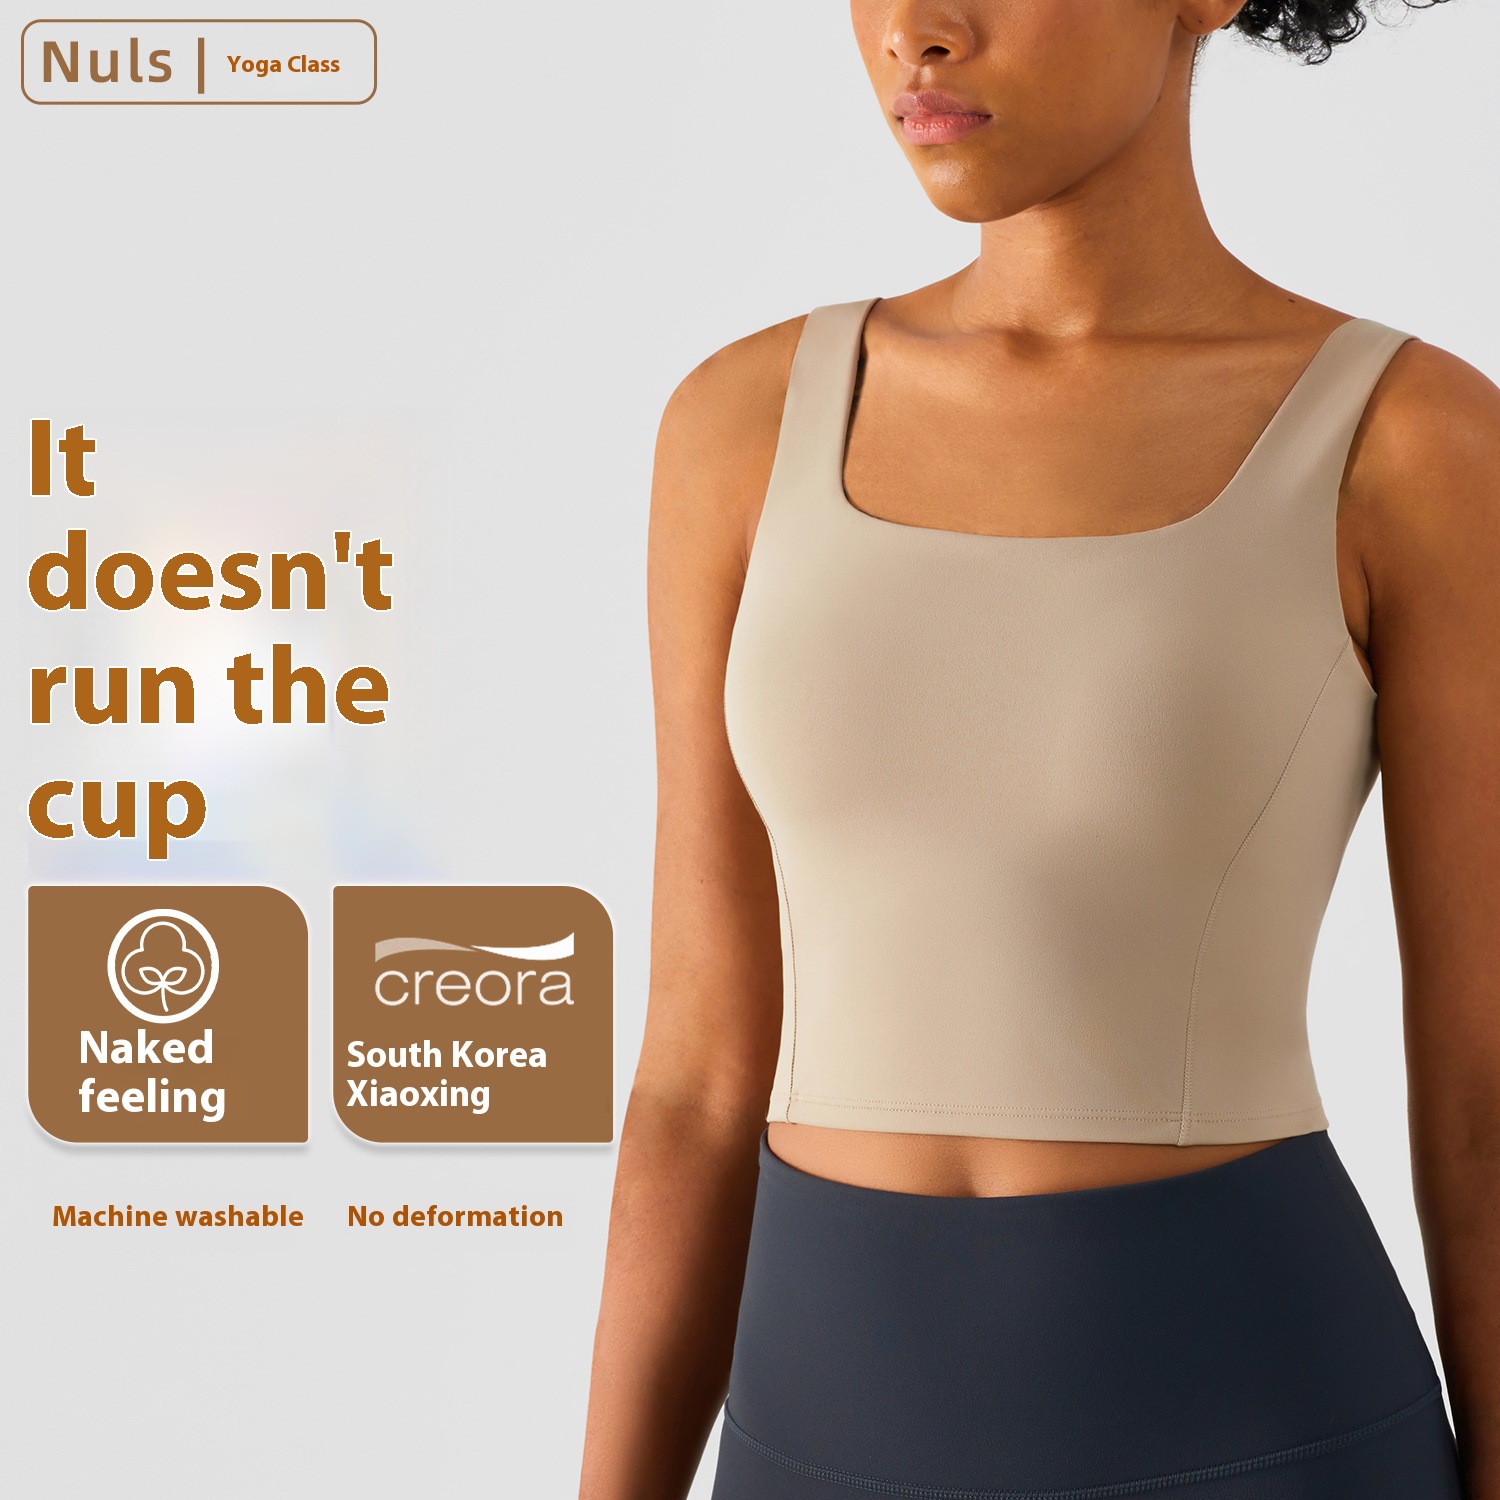 Nuls | Yoga Class
It
doesn't
run the
cup
Naked
feeling
creora
South Korea
Xiaoxing
Machine washable
No deformation